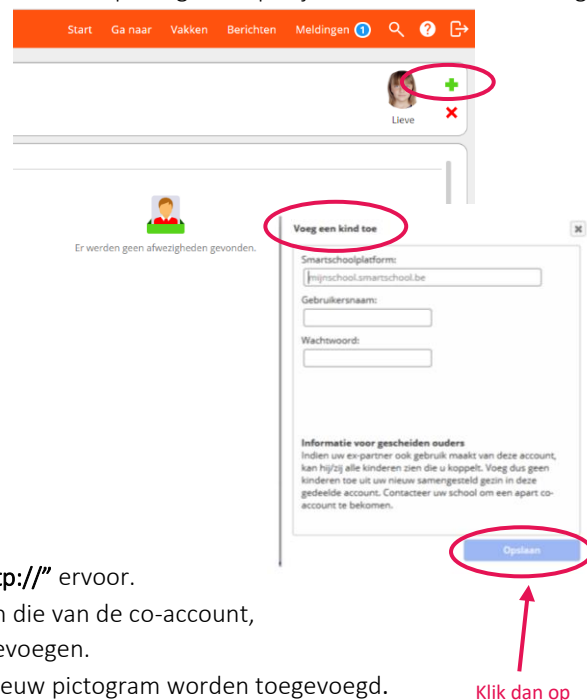 Start Ga naar Vakken Berichten Meldingen 1 ?
Lieve
Er werden geen afwezigheden gevonden.
Voeg een kind toe
Smartschoolplatform:
mijnschool.smartschool.be
Gebruikersnaam:
Wachtwoord:
Informatie voor gescheiden ouders
Indien uw ex-partner ook gebruik maakt van deze account,
kan hij/zij alle kinderen zien die u koppelt. Voeg dus geen
kinderen toe uit uw nieuw samengesteld gezin in deze
gedeelde account. Contacteer uw school om een apart co-
account te bekomen.
Opslaan
tp://” ervoor.
die van de co-account,
evoegen.
ieuw pictogram worden toegevoegd.
Klik dan op